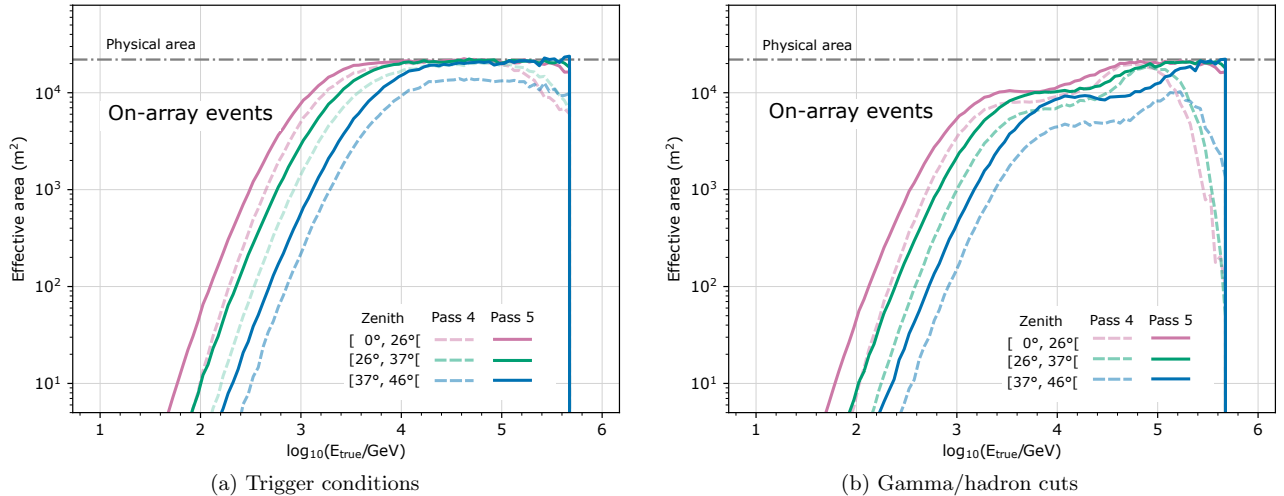 Physical area
On-array events
Effective area (m²)
10⁴
10³
10²
10¹
Zenith Pass 4 Pass 5
[ 0°, 26°[
[26°, 37°[
[37°, 46°[
1 2 3 4 5 6
log₁₀(E_true/GeV)
(a) Trigger conditions
Physical area
On-array events
Effective area (m²)
10⁴
10³
10²
10¹
Zenith Pass 4 Pass 5
[ 0°, 26°[
[26°, 37°[
[37°, 46°[
1 2 3 4 5 6
log₁₀(E_true/GeV)
(b) Gamma/hadron cuts